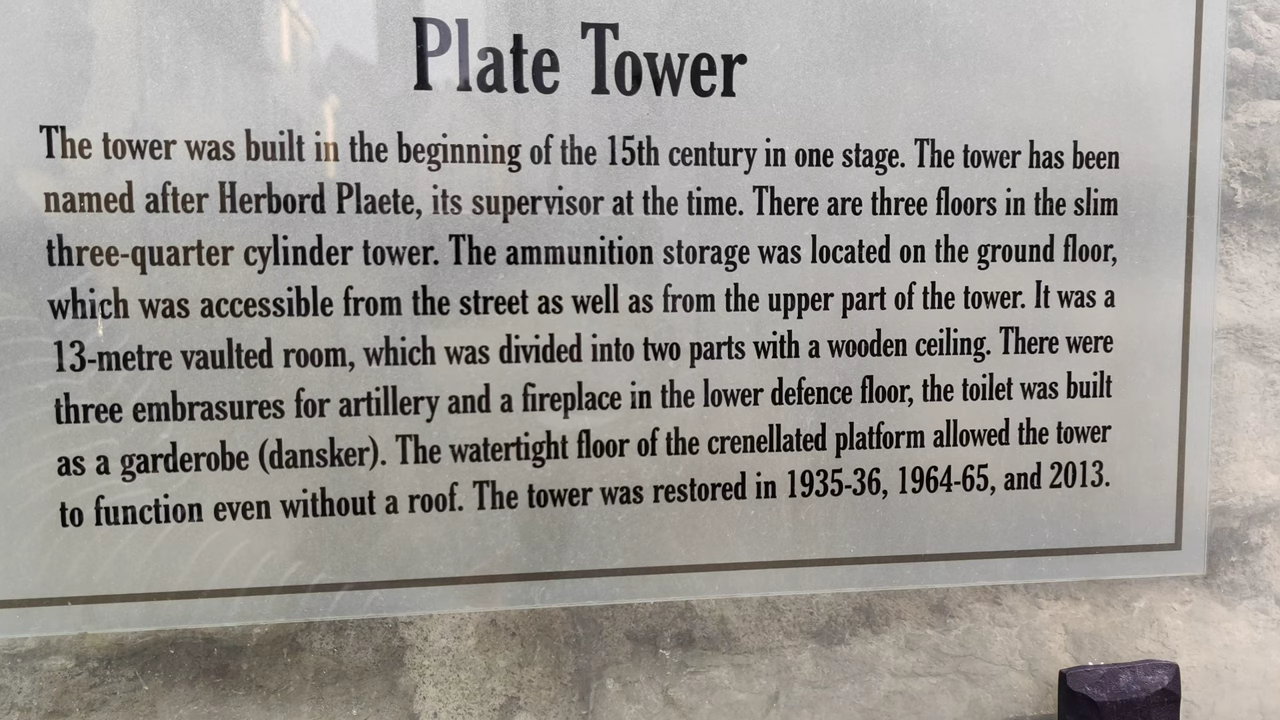 Plate Tower
The tower was built in the beginning of the 15th century in one stage. The tower has been
named after Herbord Plaete, its supervisor at the time. There are three floors in the slim
three-quarter cylinder tower. The ammunition storage was located on the ground floor,
which was accessible from the street as well as from the upper part of the tower. It was a
13-metre vaulted room, which was divided into two parts with a wooden ceiling. There were
three embrasures for artillery and a fireplace in the lower defence floor, the toilet was built
as a garderobe (dansker). The watertight floor of the crenellated platform allowed the tower
to function even without a roof. The tower was restored in 1935-36, 1964-65, and 2013.